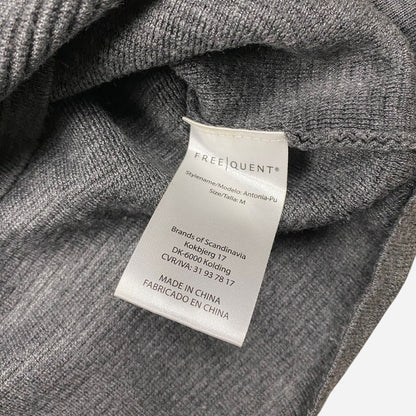 FREE|QUENT®
Stylename/Modelo: Antonia-Pu
Size/Talla: M
Brands of Scandinavia
Kokbjerg 17
DK-6000 Kolding
CVR/IVA: 31 93 78 17
MADE IN CHINA
FABRICADO EN CHINA